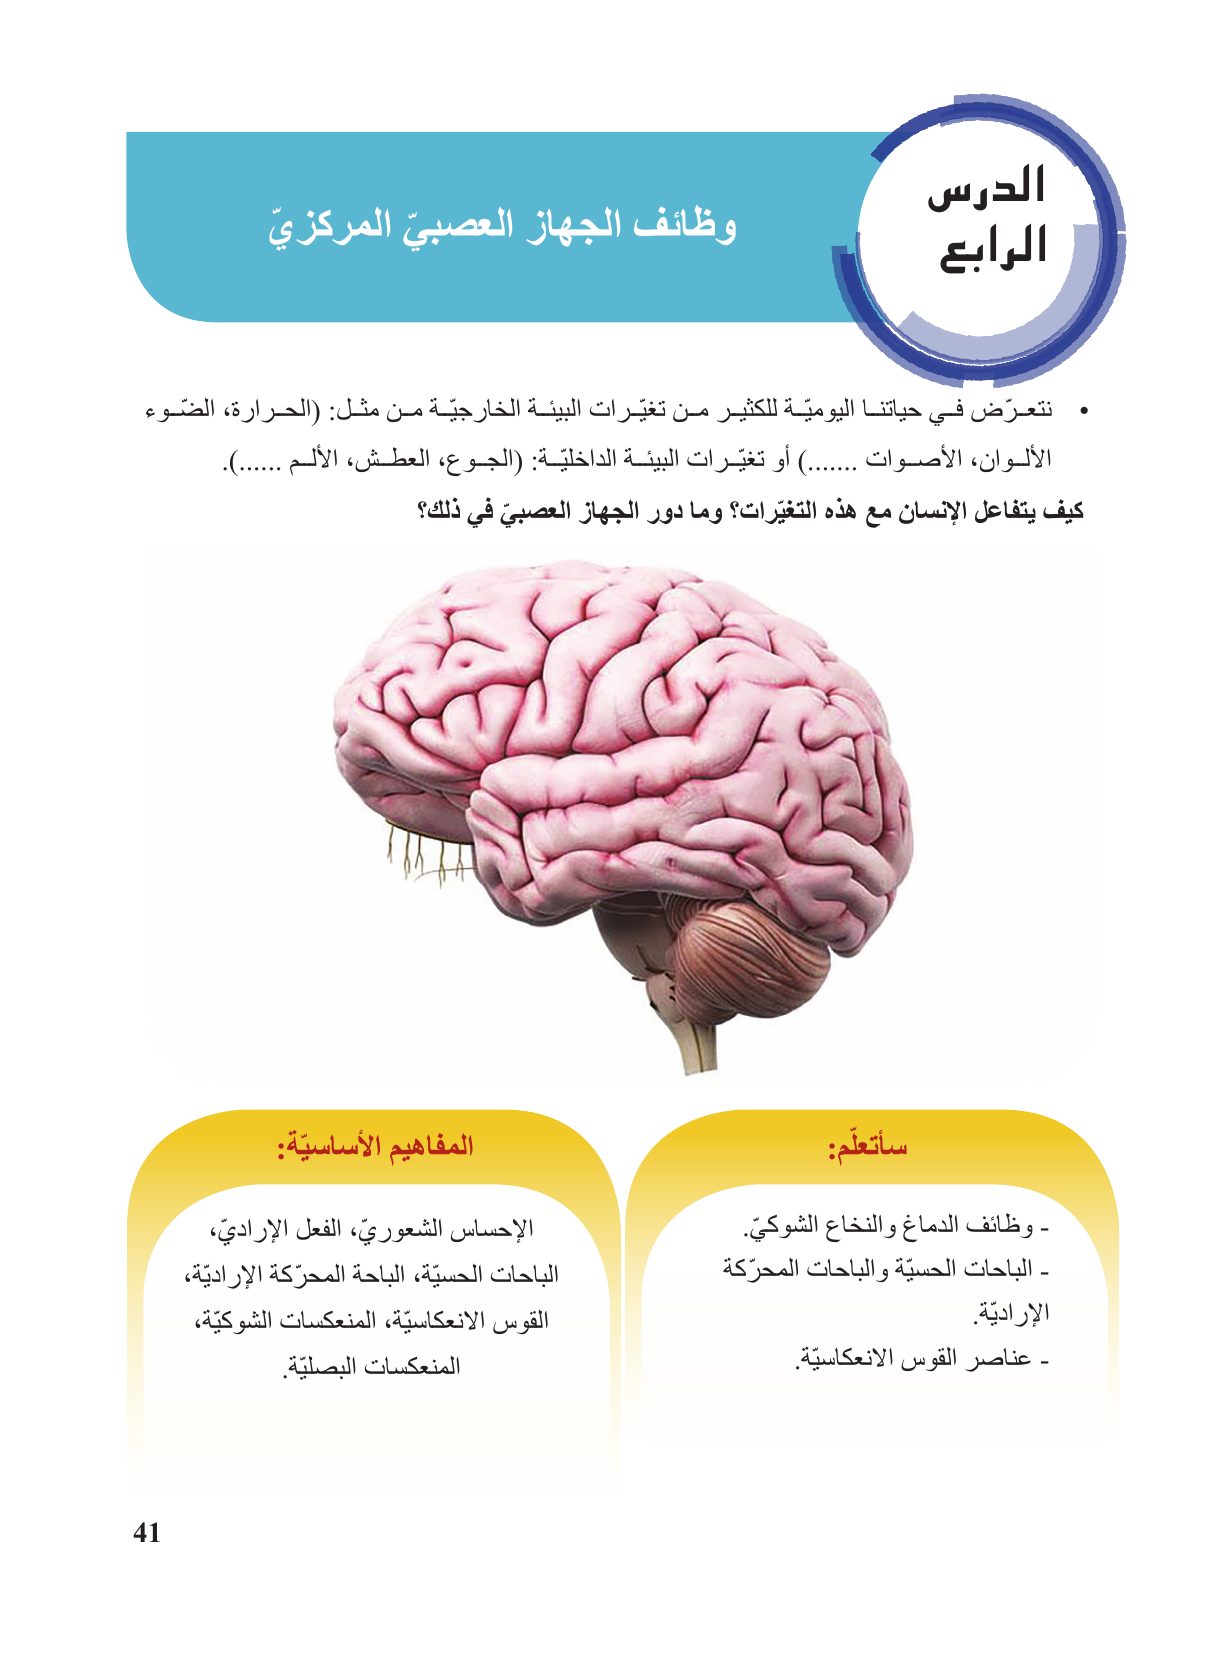 الدرس
الرابع
وظائف الجهاز العصبيّ المركزيّ
• نتعرّض في حياتنا اليوميّة للكثير من تغيّرات البيئة الخارجيّة من مثل: (الحرارة، الضّوء
الألوان، الأصوات .......) أو تغيّرات البيئة الداخليّة: (الجوع، العطش، الألم ......).
كيف يتفاعل الإنسان مع هذه التغيّرات؟ وما دور الجهاز العصبيّ في ذلك؟
سأتعلّم:
- وظائف الدماغ والنخاع الشوكيّ.
- الباحات الحسيّة والباحات المحرّكة
الإراديّة.
- عناصر القوس الانعكاسيّة.
المفاهيم الأساسيّة:
الإحساس الشعوريّ، الفعل الإراديّ،
الباحات الحسيّة، الباحة المحرّكة الإراديّة،
القوس الانعكاسيّة، المنعكسات الشوكيّة،
المنعكسات البصليّة.
41